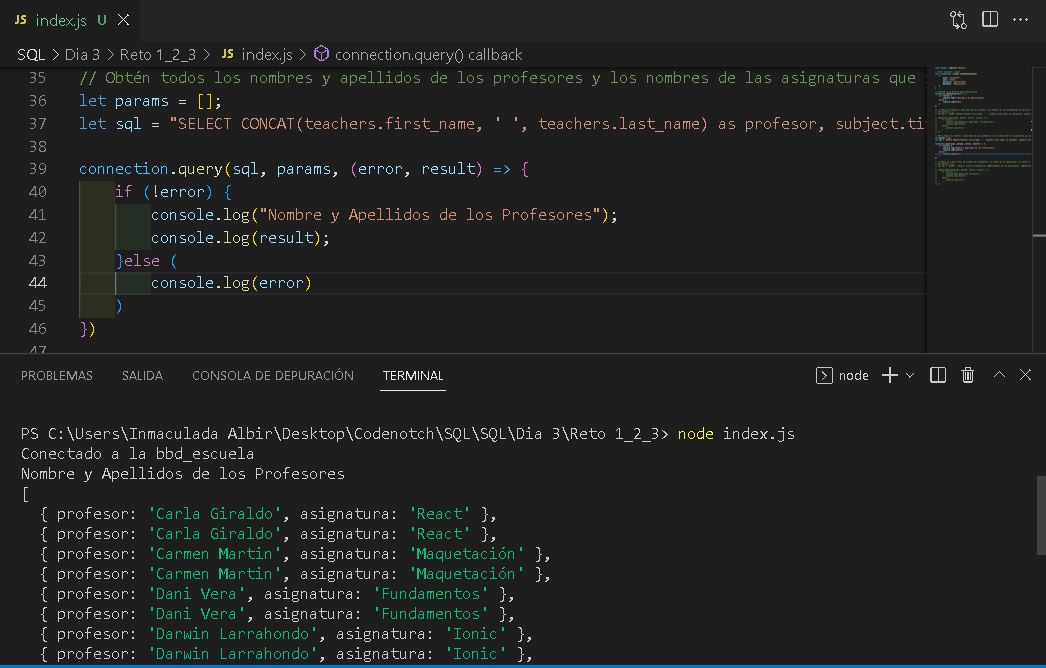 JS index.js U
SQL > Dia 3 > Reto 1_2_3 > JS index.js > connection.query() callback
35 // Obtén todos los nombres y apellidos de los profesores y los nombres de las asignaturas que
36 let params = [];
37 let sql = "SELECT CONCAT(teachers.first_name, ' ', teachers.last_name) as profesor, subject.ti
38
39 connection.query(sql, params, (error, result) => {
40 if (!error) {
41 console.log("Nombre y Apellidos de los Profesores");
42 console.log(result);
43 }else (
44 console.log(error)
45 )
46 })
47
PROBLEMAS SALIDA CONSOLA DE DEPURACIÓN TERMINAL node
PS C:\Users\Inmaculada Albir\Desktop\Codenotch\SQL\SQL\Dia 3\Reto 1_2_3> node index.js
Conectado a la bbd_escuela
Nombre y Apellidos de los Profesores
[
{ profesor: 'Carla Giraldo', asignatura: 'React' },
{ profesor: 'Carla Giraldo', asignatura: 'React' },
{ profesor: 'Carmen Martin', asignatura: 'Maquetación' },
{ profesor: 'Carmen Martin', asignatura: 'Maquetación' },
{ profesor: 'Dani Vera', asignatura: 'Fundamentos' },
{ profesor: 'Dani Vera', asignatura: 'Fundamentos' },
{ profesor: 'Darwin Larrahondo', asignatura: 'Ionic' },
{ profesor: 'Darwin Larrahondo', asignatura: 'Ionic' },